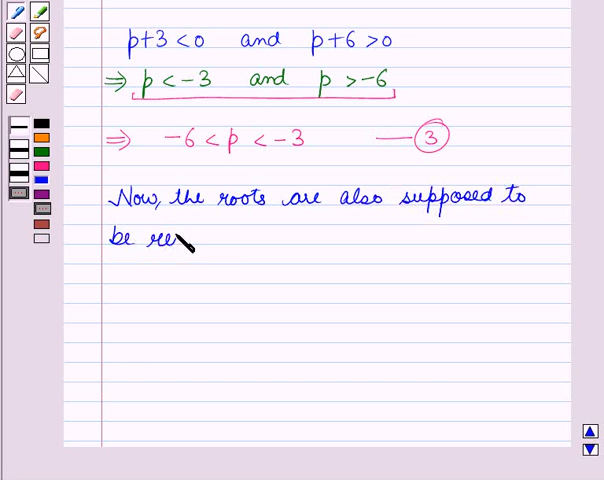 p+3 <0 and p+6 >0
⇒ p < -3 and p > -6
⇒ -6 < p < -3 — 3
Now, the roots are also supposed to
be re